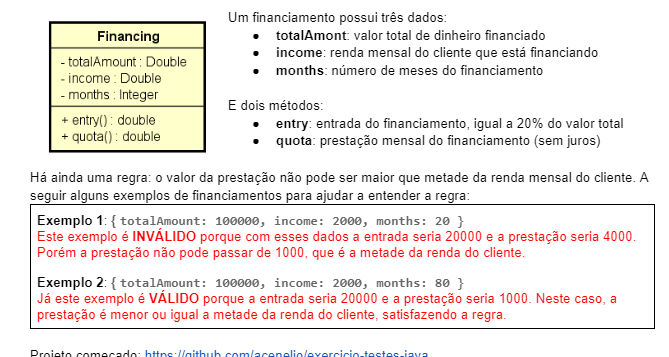 Um financiamento possui três dados:
Financing
- totalAmount : Double
- income : Double
- months : Integer
+ entry() : double
+ quota() : double
• totalAmont: valor total de dinheiro financiado
• income: renda mensal do cliente que está financiando
• months: número de meses do financiamento
E dois métodos:
• entry: entrada do financiamento, igual a 20% do valor total
• quota: prestação mensal do financiamento (sem juros)
Há ainda uma regra: o valor da prestação não pode ser maior que metade da renda mensal do cliente. A
seguir alguns exemplos de financiamentos para ajudar a entender a regra:
Exemplo 1: { totalAmount: 100000, income: 2000, months: 20 }
Este exemplo é INVÁLIDO porque com esses dados a entrada seria 20000 e a prestação seria 4000.
Porém a prestação não pode passar de 1000, que é a metade da renda do cliente.
Exemplo 2: { totalAmount: 100000, income: 2000, months: 80 }
Já este exemplo é VÁLIDO porque a entrada seria 20000 e a prestação seria 1000. Neste caso, a
prestação é menor ou igual a metade da renda do cliente, satisfazendo a regra.
Projeto começado: https://github.com/acenelio/exercicio-testes-java